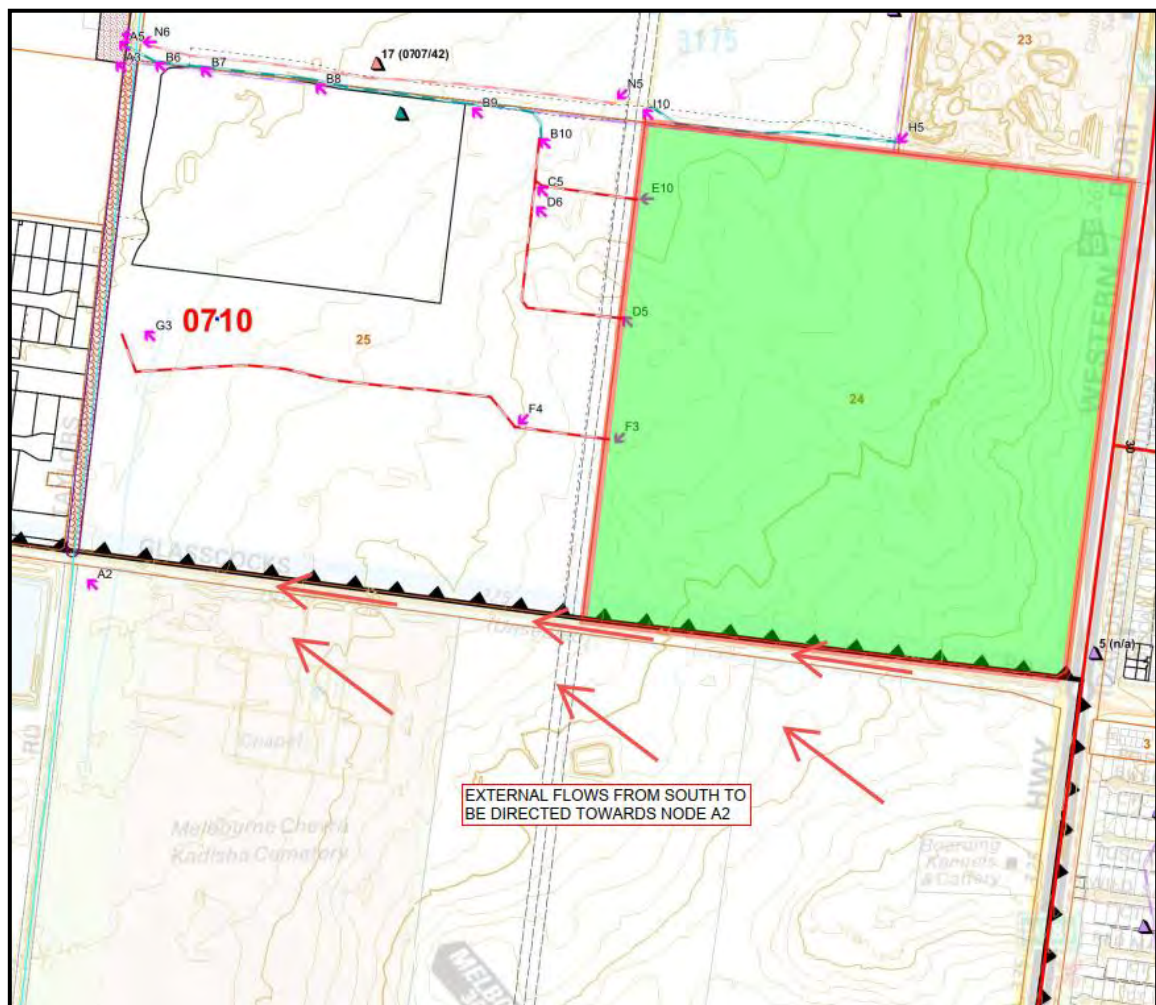 A5
N6
A3
B6
B7
17 (0707/42)
3175
23
B8
N5
B9
I10
H5
B10
C5
E10
D6
PORT
WESTERN
G3
0710
25
D5
24
F4
F3
30
GLASSCOCKS
A2
5 (n/a)
RD
Chapel
3
HWY
EXTERNAL FLOWS FROM SOUTH TO
BE DIRECTED TOWARDS NODE A2
Melbourne Chevra
Kadisha Cemetery
Boarding
Kennels
& Cattery